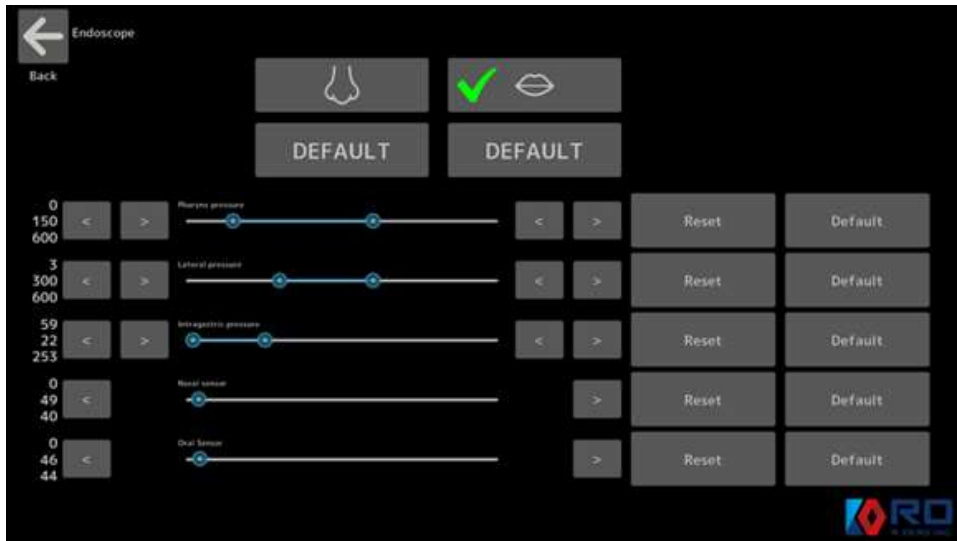 Endoscope
Back
DEFAULT DEFAULT
0
150
600
< >
Pharynx pressure
< >
Reset Default
3
300
600
< >
Lateral pressure
< >
Reset Default
59
22
253
< >
Intragastric pressure
< >
Reset Default
0
49
40
<
Nasal sensor
>
Reset Default
0
46
44
<
Oral Sensor
>
Reset Default
RO